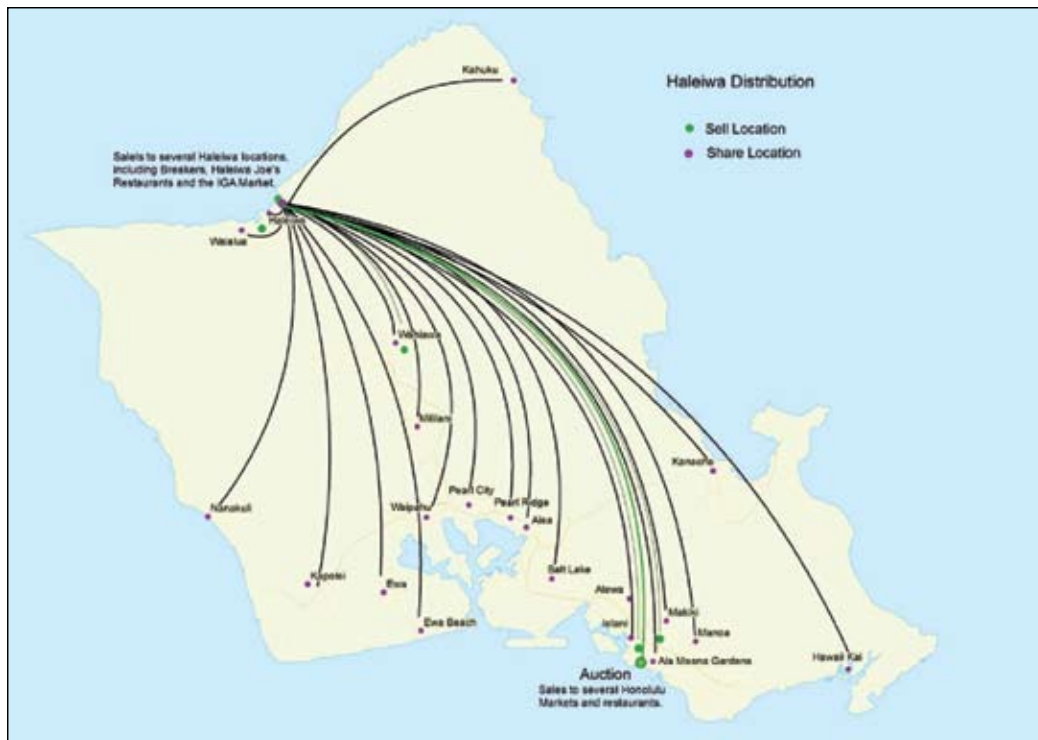 Kahuku
Haleiwa Distribution
Sell Location
Share Location
Sales to several Haleiwa locations,
including Breakers, Haleiwa Joe's
Restaurants and the IGA Market.
Haleiwa
Waialua
Wahiawa
Mililani
Kaneohe
Pearl City
Nanakuli
Waipahu
Pearl Ridge
Aiea
Kapolei
Ewa
Salt Lake
Alewa
Ewa Beach
Makiki
Manoa
Ala Moana Gardens
Hawaii Kai
Auction
Sales to several Honolulu
Markets and restaurants.